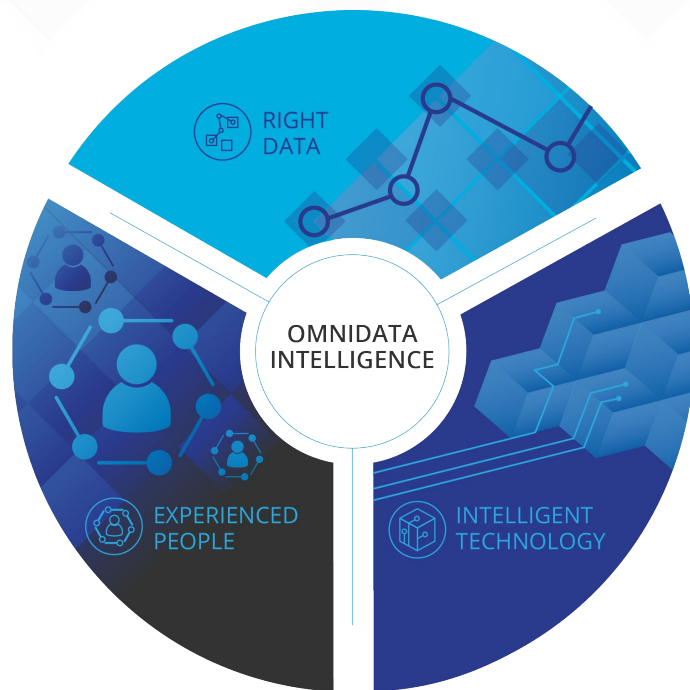 RIGHT
DATA
OMNIDATA
INTELLIGENCE
EXPERIENCED
PEOPLE
INTELLIGENT
TECHNOLOGY